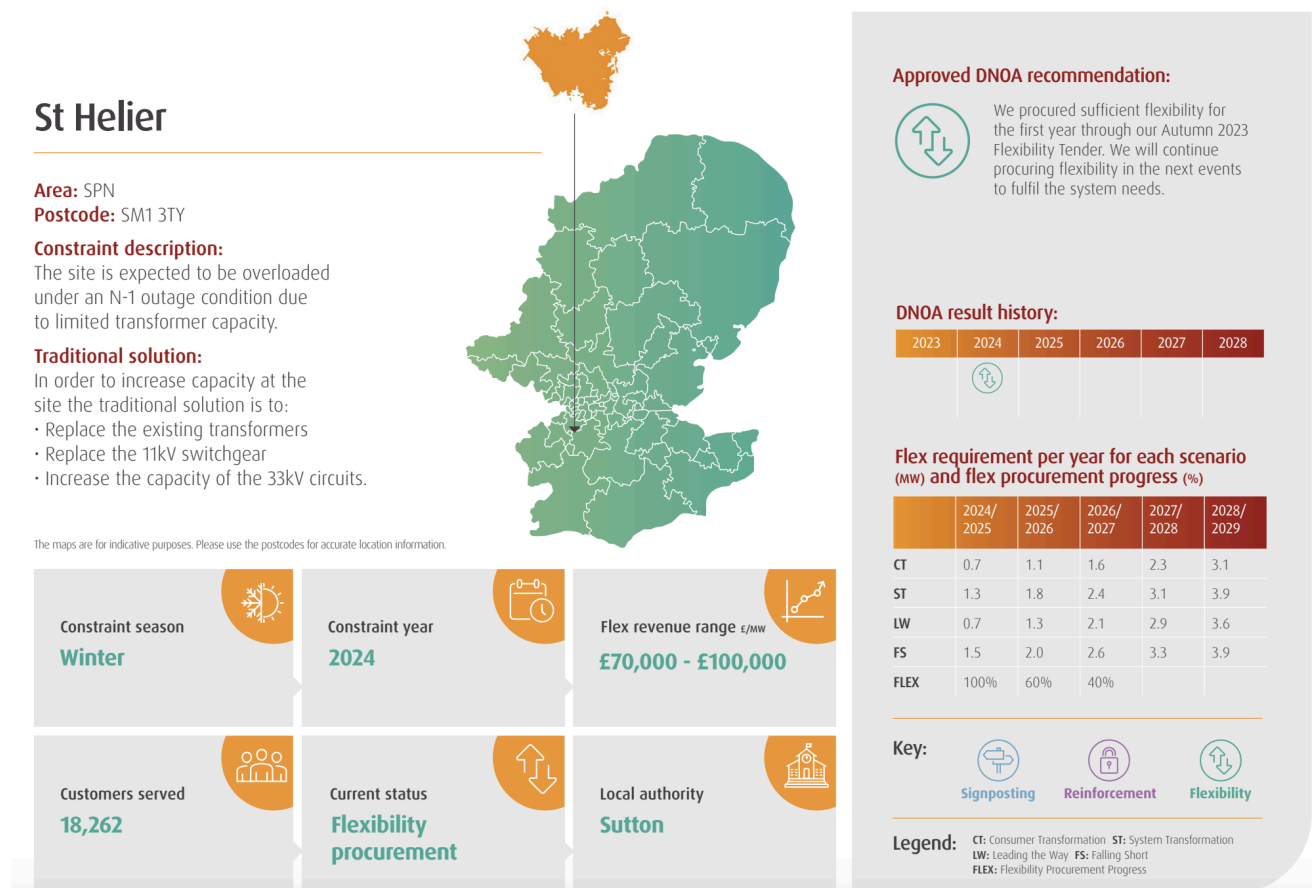 St Helier
Area: SPN
Postcode: SM1 3TY
Constraint description:
The site is expected to be overloaded
under an N-1 outage condition due
to limited transformer capacity.
Traditional solution:
In order to increase capacity at the
site the traditional solution is to:
· Replace the existing transformers
· Replace the 11kV switchgear
· Increase the capacity of the 33kV circuits.
The maps are for indicative purposes. Please use the postcodes for accurate location information.
Constraint season
Winter
Constraint year
2024
Flex revenue range £/MW
£70,000 - £100,000
Customers served
18,262
Current status
Flexibility
procurement
Local authority
Sutton
Approved DNOA recommendation:
We procured sufficient flexibility for
the first year through our Autumn 2023
Flexibility Tender. We will continue
procuring flexibility in the next events
to fulfil the system needs.
DNOA result history:
2023 2024 2025 2026 2027 2028
Flex requirement per year for each scenario
(MW) and flex procurement progress (%)
2024/ 2025/ 2026/ 2027/ 2028/
2025 2026 2027 2028 2029
CT 0.7 1.1 1.6 2.3 3.1
ST 1.3 1.8 2.4 3.1 3.9
LW 0.7 1.3 2.1 2.9 3.6
FS 1.5 2.0 2.6 3.3 3.9
FLEX 100% 60% 40%
Key:
Signposting Reinforcement Flexibility
Legend: CT: Consumer Transformation ST: System Transformation
LW: Leading the Way FS: Falling Short
FLEX: Flexibility Procurement Progress